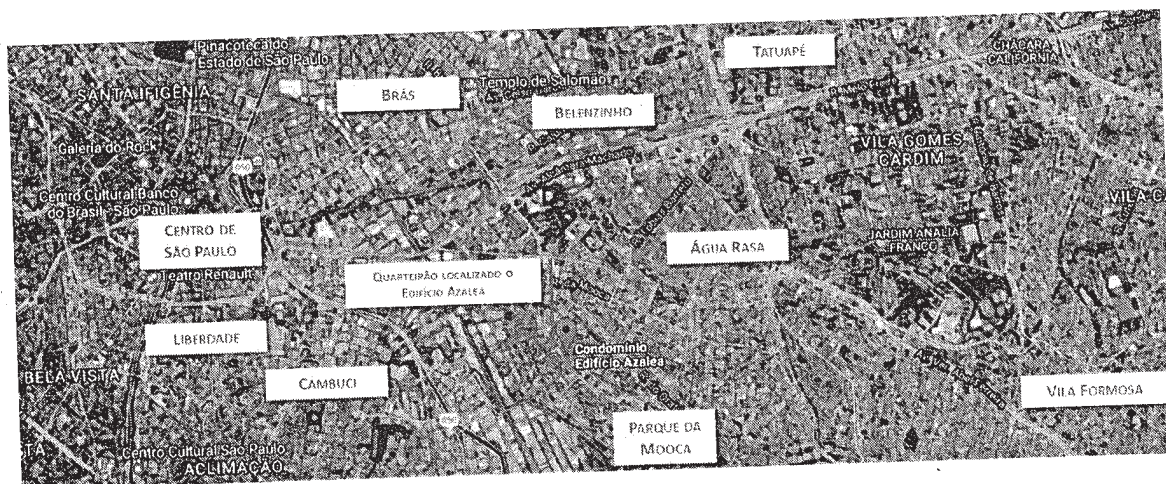 Pinacoteca do
Estado de São Paulo
SANTA IFIGÊNIA
Galeria do Rock
Centro Cultural Banco
do Brasil - São Paulo
CENTRO DE
SÃO PAULO
Teatro Renault
LIBERDADE
BELA VISTA
Centro Cultural São Paulo
ACLIMAÇÃO
BRÁS
Templo de Salomão
BELENZINHO
TATUAPÉ
CHÁCARA
CALIFÓRNIA
VILA GOMES
CARDIM
JARDIM ANALIA
FRANCO
ÁGUA RASA
QUARTEIRÃO LOCALIZADO O
EDIFÍCIO AZALEA
CAMBUCI
Condomínio
Edifício Azalea
PARQUE DA
MOOCA
VILA FORMOSA